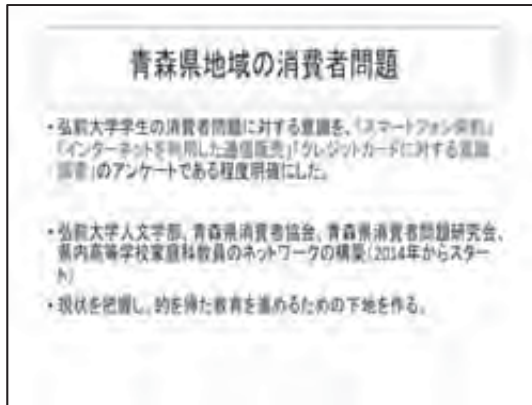 青森県地域の消費者問題
・弘前大学学生の消費者問題に対する意識を、「スマートフォン契約」
「インターネットを利用した通信販売」「クレジットカードに対する意識
調査」のアンケートである程度明確にした。
・弘前大学人文学部、青森県消費者協会、青森県消費者問題研究会、
県内高等学校家庭科教員のネットワークの構築(2014年からスター
ト)
・現状を把握し、的を得た教育を進めるための下地を作る。